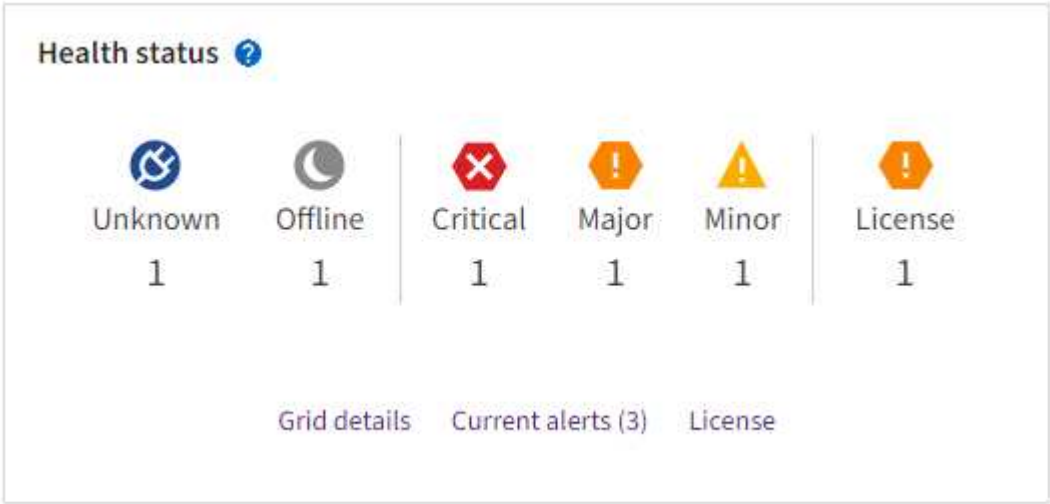 Health status
Unknown Offline Critical Major Minor License
1 1 1 1 1 1
Grid details Current alerts (3) License